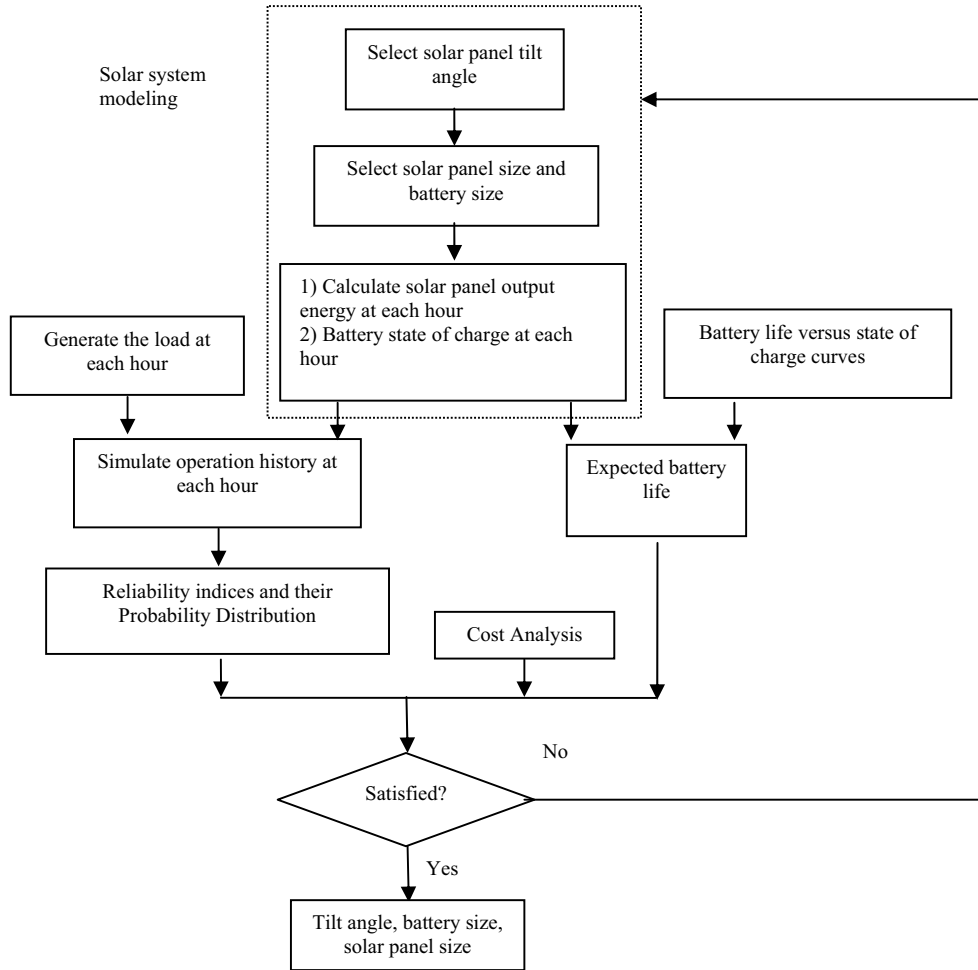 Select solar panel tilt
angle
Solar system
modeling
Select solar panel size and
battery size
1) Calculate solar panel output
energy at each hour
2) Battery state of charge at each
hour
Generate the load at
each hour
Battery life versus state of
charge curves
Simulate operation history at
each hour
Expected battery
life
Reliability indices and their
Probability Distribution
Cost Analysis
No
Satisfied?
Yes
Tilt angle, battery size,
solar panel size